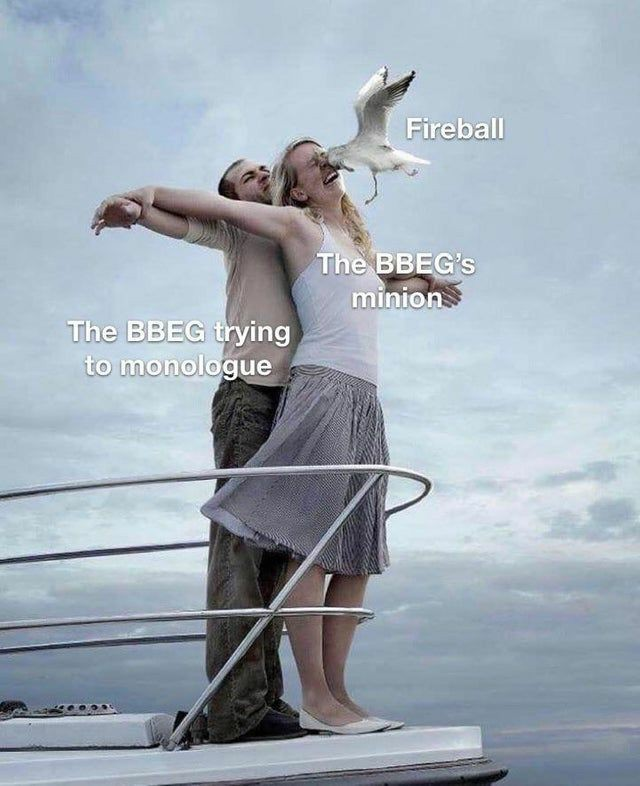 Fireball
The BBEG's
minion
The BBEG trying
to monologue